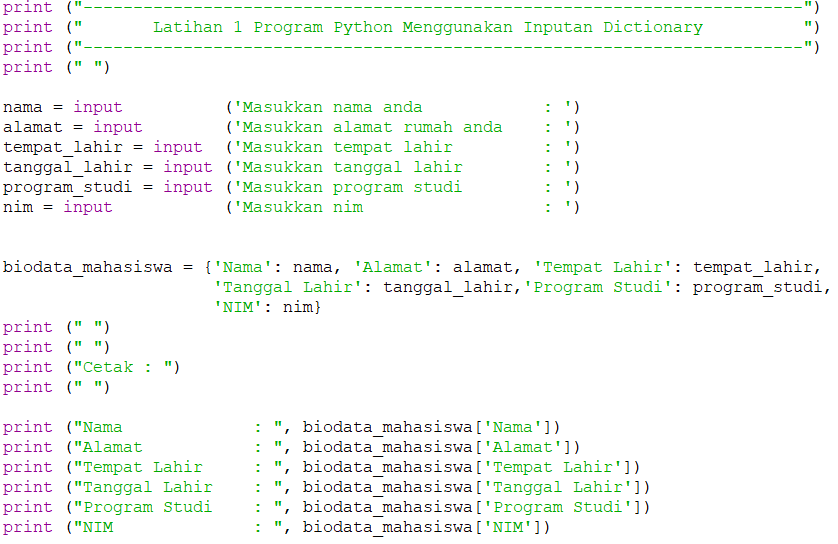 print ("------------------------------------------------------------------------")
print ("       Latihan 1 Program Python Menggunakan Inputan Dictionary          ")
print ("------------------------------------------------------------------------")
print (" ")
nama = input          ('Masukkan nama anda            : ')
alamat = input        ('Masukkan alamat rumah anda    : ')
tempat_lahir = input  ('Masukkan tempat lahir         : ')
tanggal_lahir = input ('Masukkan tanggal lahir        : ')
program_studi = input ('Masukkan program studi        : ')
nim = input           ('Masukkan nim                  : ')
biodata_mahasiswa = {'Nama': nama, 'Alamat': alamat, 'Tempat Lahir': tempat_lahir,
                     'Tanggal Lahir': tanggal_lahir,'Program Studi': program_studi,
                     'NIM': nim}
print (" ")
print (" ")
print ("Cetak : ")
print (" ")
print ("Nama             : ", biodata_mahasiswa['Nama'])
print ("Alamat           : ", biodata_mahasiswa['Alamat'])
print ("Tempat Lahir     : ", biodata_mahasiswa['Tempat Lahir'])
print ("Tanggal Lahir    : ", biodata_mahasiswa['Tanggal Lahir'])
print ("Program Studi    : ", biodata_mahasiswa['Program Studi'])
print ("NIM              : ", biodata_mahasiswa['NIM'])